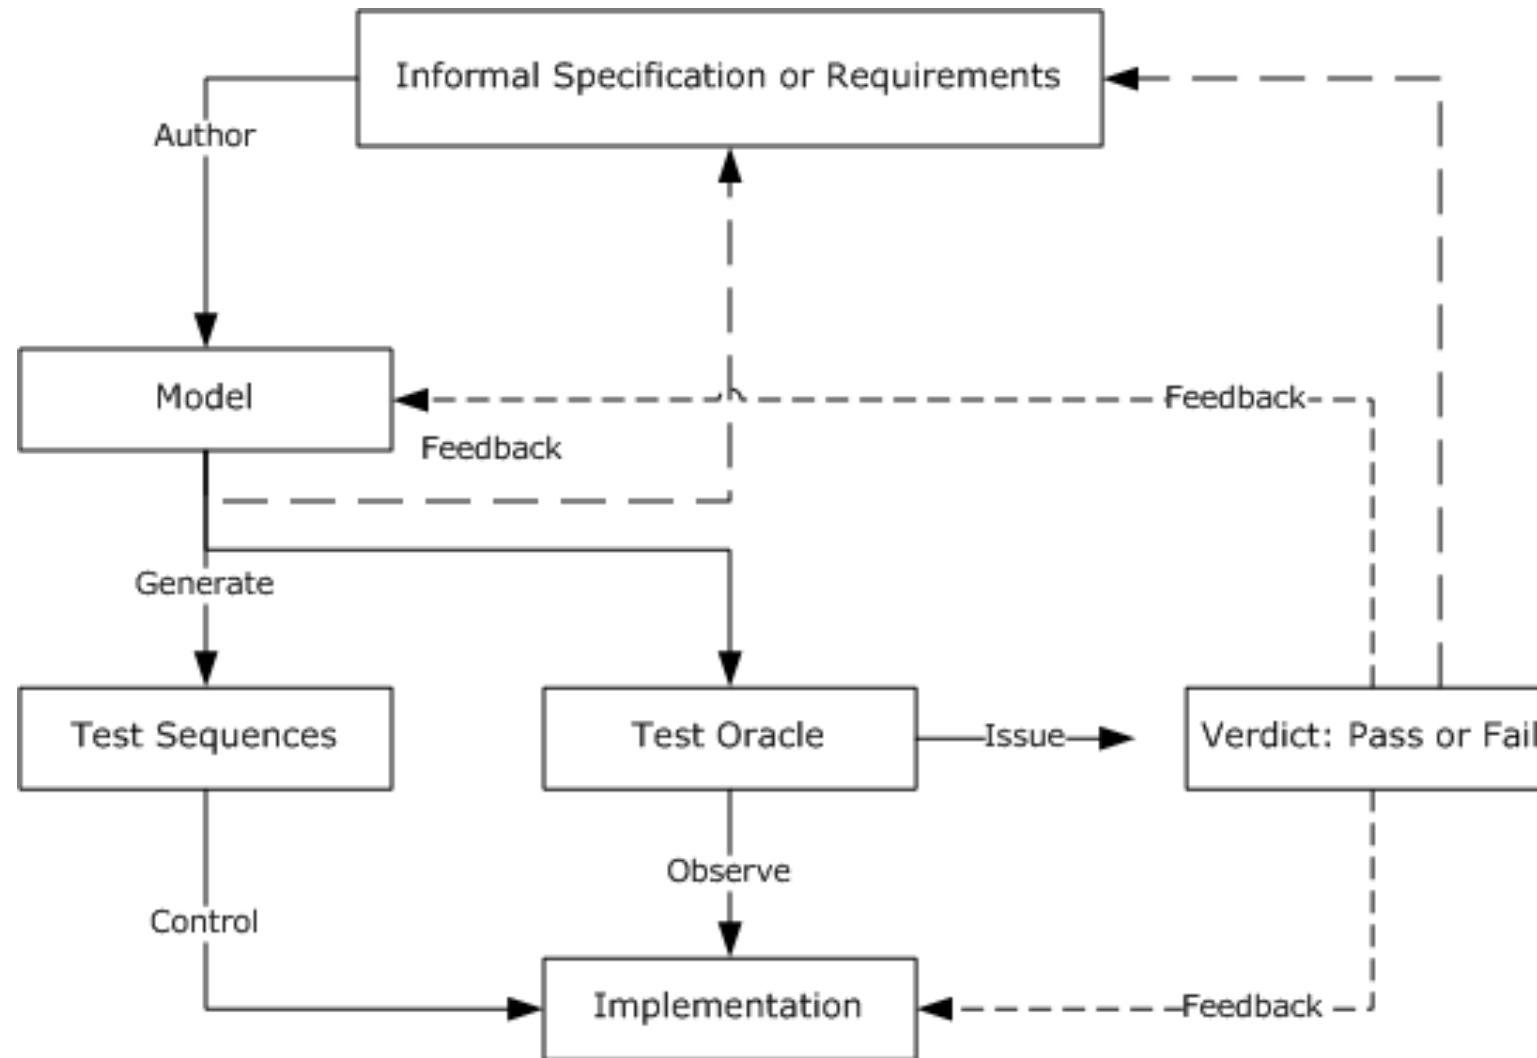 Informal Specification or Requirements
Author
Model
Feedback
Feedback
Generate
Test Sequences
Test Oracle
Issue
Verdict: Pass or Fail
Observe
Control
Implementation
Feedback